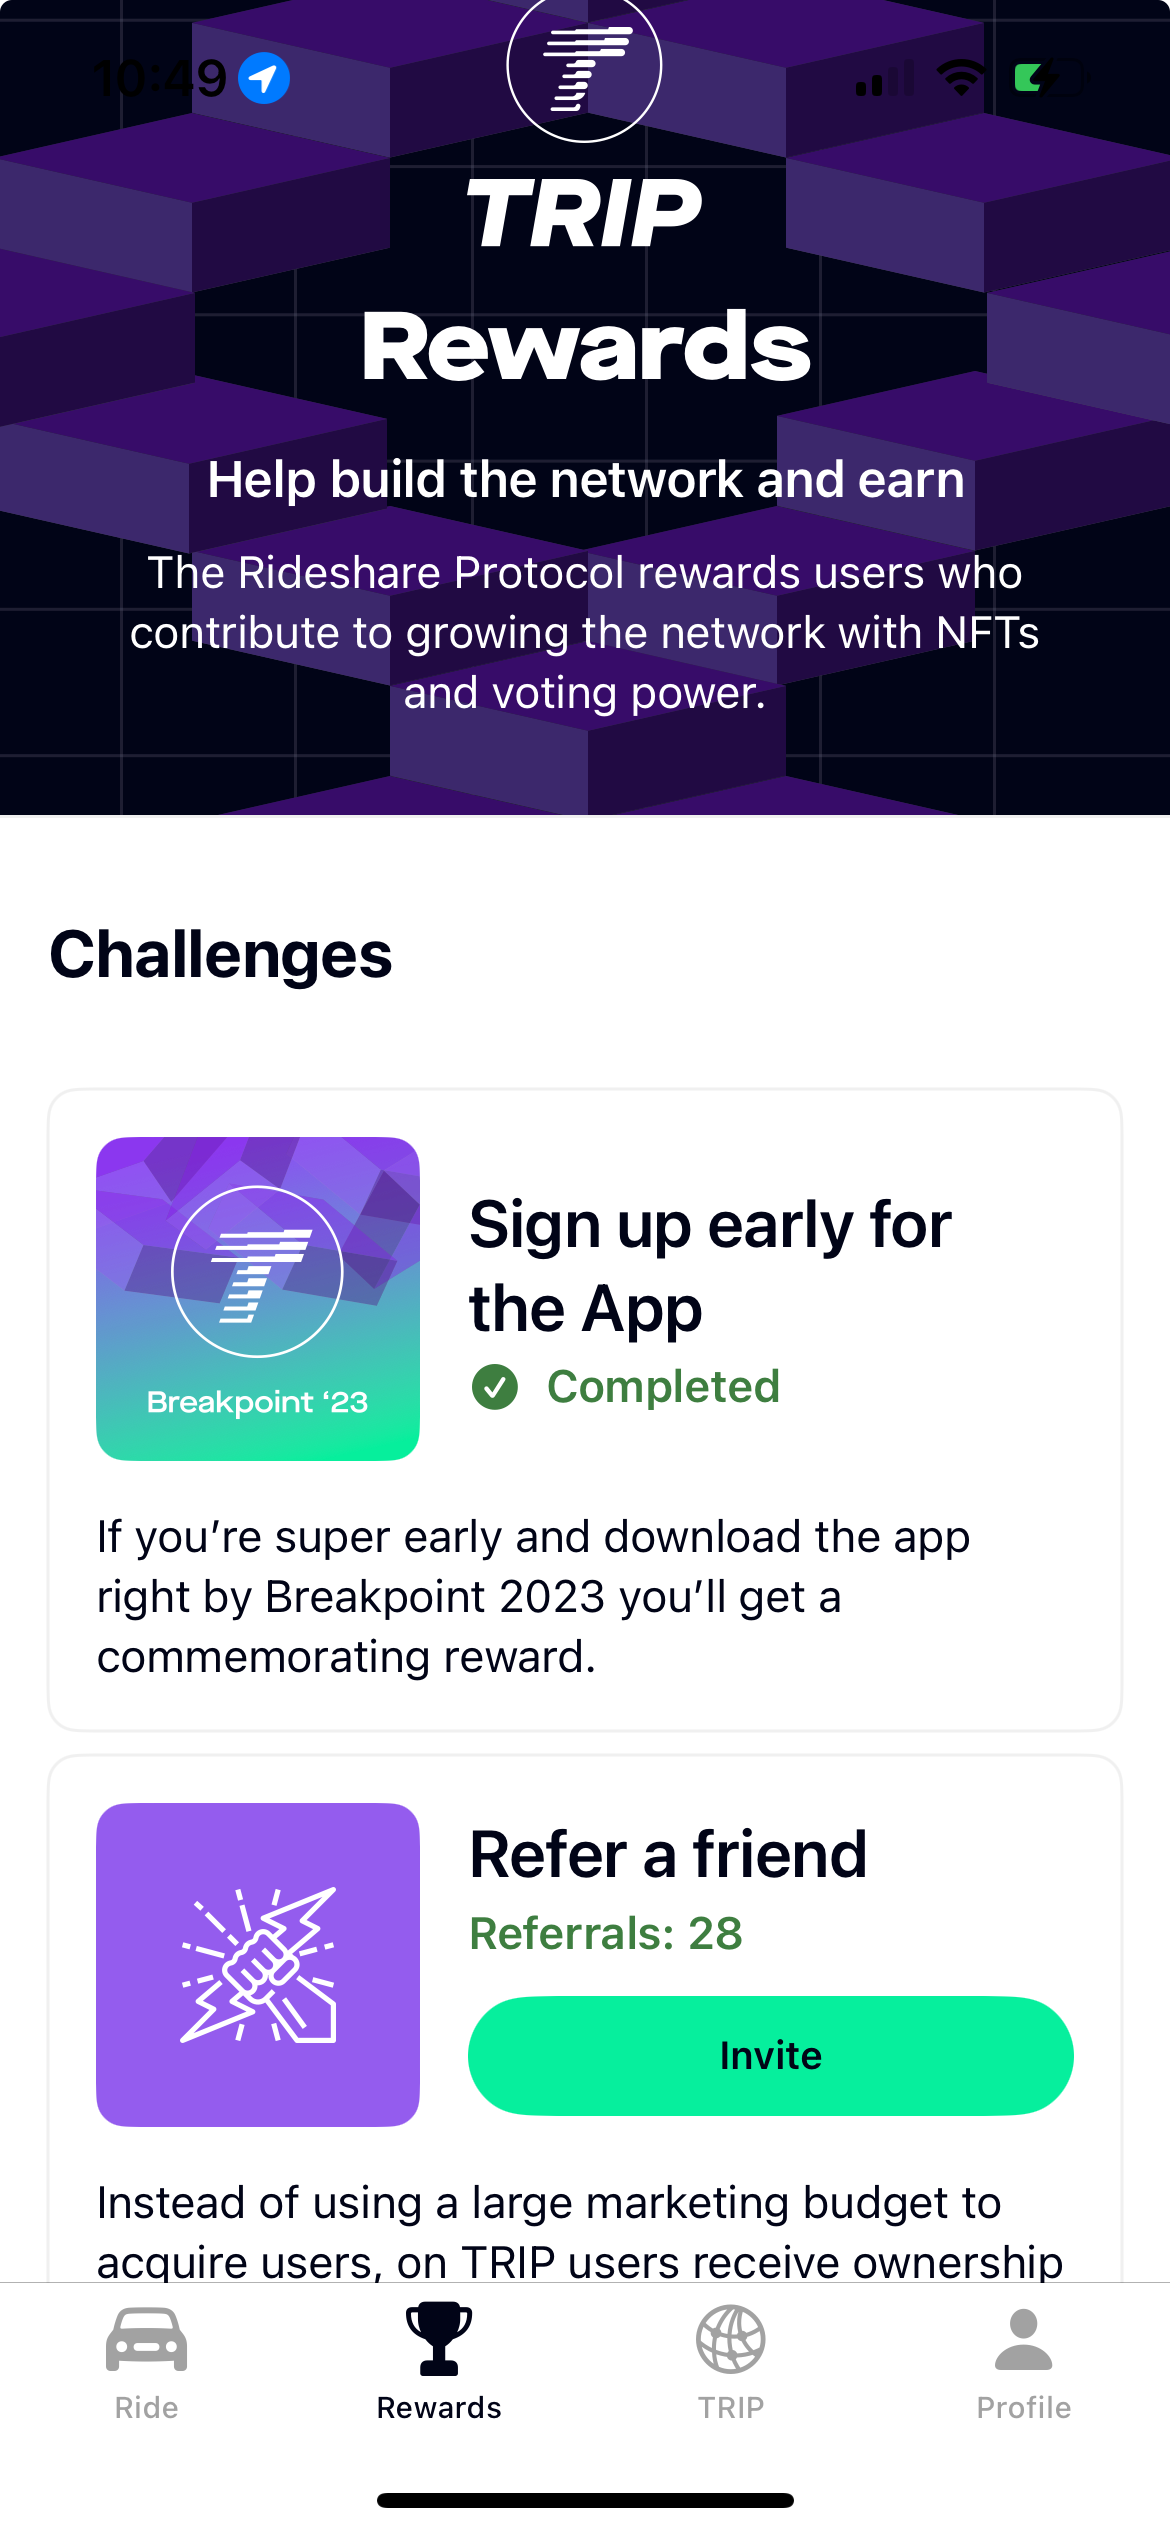 10:49
TRIP
Rewards
Help build the network and earn
The Rideshare Protocol rewards users who
contribute to growing the network with NFTs
and voting power.
Challenges
Sign up early for
the App
Completed
Breakpoint ‘23
If you’re super early and download the app
right by Breakpoint 2023 you’ll get a
commemorating reward.
Refer a friend
Referrals: 28
Invite
Instead of using a large marketing budget to
acquire users, on TRIP users receive ownership
Ride
Rewards
TRIP
Profile